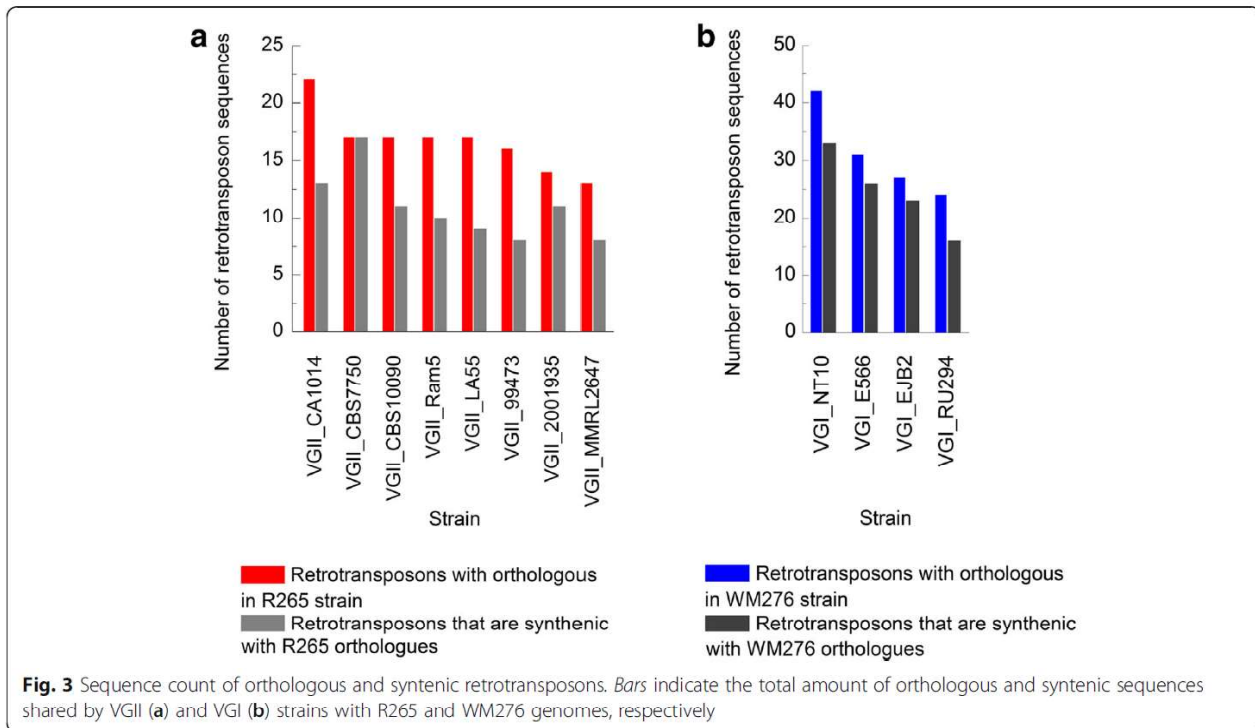 a
Number of retrotransposon sequences
25
20
15
10
5
0
VGII_CA1014
VGII_CBS7750
VGII_CBS10090
VGII_Ram5
VGII_LA55
VGII_99473
VGII_2001935
VGII_MMRL2647
Strain
Retrotransposons with orthologous
in R265 strain
Retrotransposons that are synthenic
with R265 orthologues
b
Number of retrotransposon sequences
50
40
30
20
10
0
VGI_NT10
VGI_E566
VGI_EJB2
VGI_RU294
Strain
Retrotransposons with orthologous
in WM276 strain
Retrotransposons that are synthenic
with WM276 orthologues
Fig. 3 Sequence count of orthologous and syntenic retrotransposons. Bars indicate the total amount of orthologous and syntenic sequences
shared by VGII (a) and VGI (b) strains with R265 and WM276 genomes, respectively